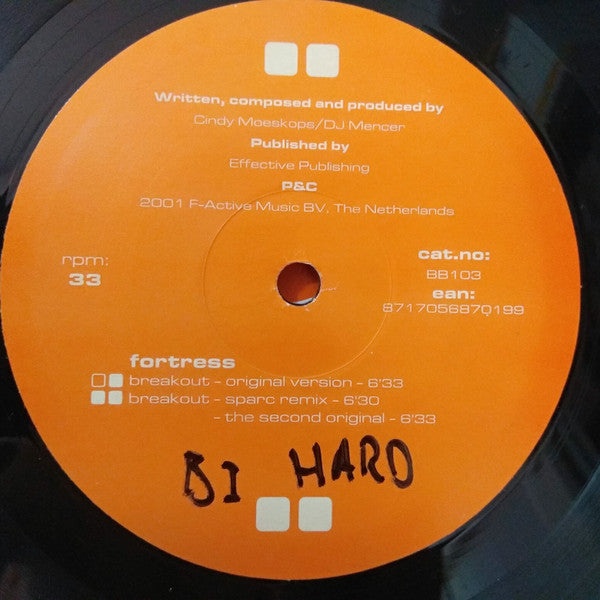 Written, composed and produced by
Cindy Moeskops/DJ Mencer
Published by
Effective Publishing
P&C
2001 F-Active Music BV, The Netherlands
rpm:
33
cat.no:
BB103
ean:
8717056870199
fortress
breakout - original version - 6'33
breakout - sparc remix - 6'30
- the second original - 6'33
BI HARD